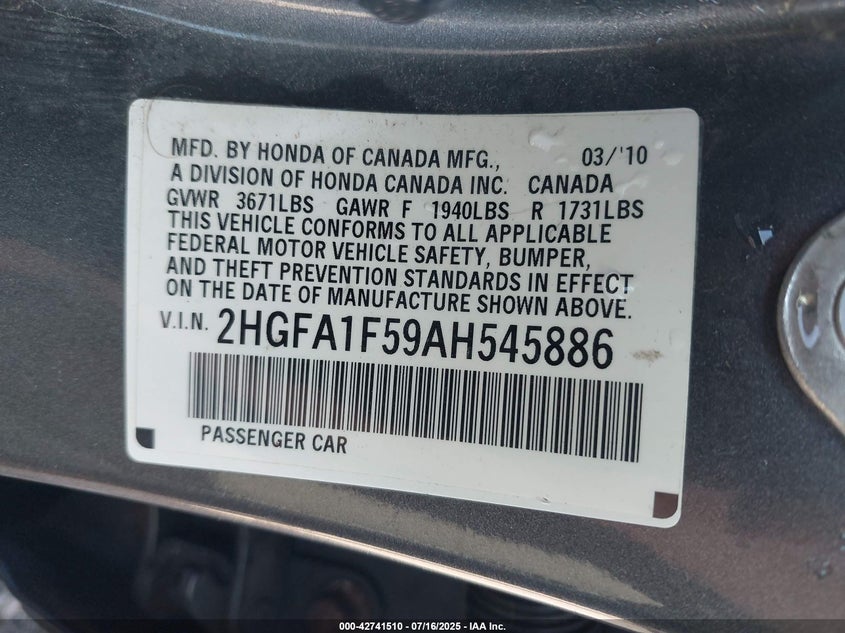 MFD. BY HONDA OF CANADA MFG., 03/'10
A DIVISION OF HONDA CANADA INC. CANADA
GVWR 3671LBS GAWR F 1940LBS R 1731LBS
THIS VEHICLE CONFORMS TO ALL APPLICABLE
FEDERAL MOTOR VEHICLE SAFETY, BUMPER,
AND THEFT PREVENTION STANDARDS IN EFFECT
ON THE DATE OF MANUFACTURE SHOWN ABOVE.
V.I.N. 2HGFA1F59AH545886
PASSENGER CAR
000-42741510 - 07/16/2025 - IAA Inc.